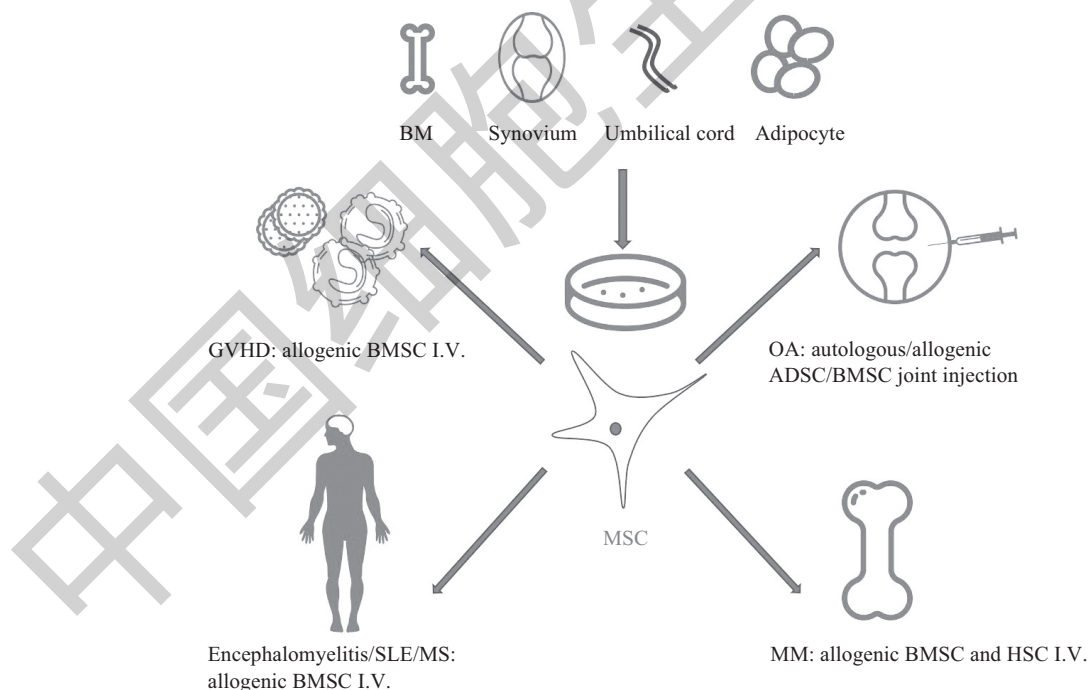 BM
Synovium
Umbilical cord
Adipocyte
GVHD: allogenic BMSC I.V.
OA: autologous/allogenic
ADSC/BMSC joint injection
MSC
Encephalomyelitis/SLE/MS:
allogenic BMSC I.V.
MM: allogenic BMSC and HSC I.V.
中国细胞生